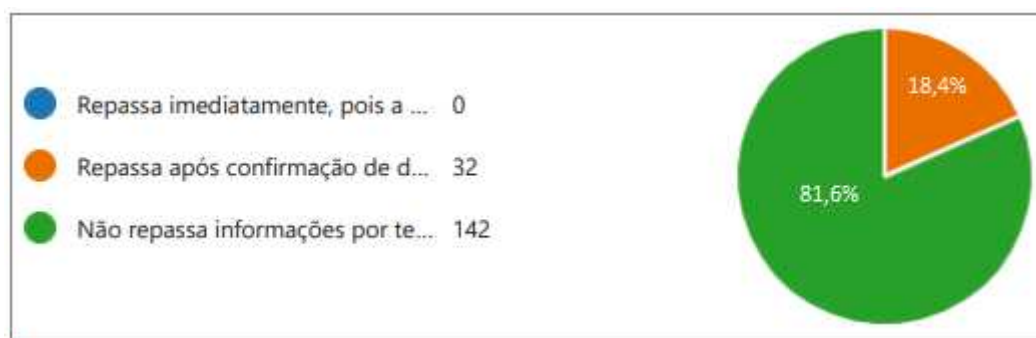 Repassa imediatamente, pois a ... 0
Repassa após confirmação de d... 32
Não repassa informações por te... 142
18,4%
81,6%